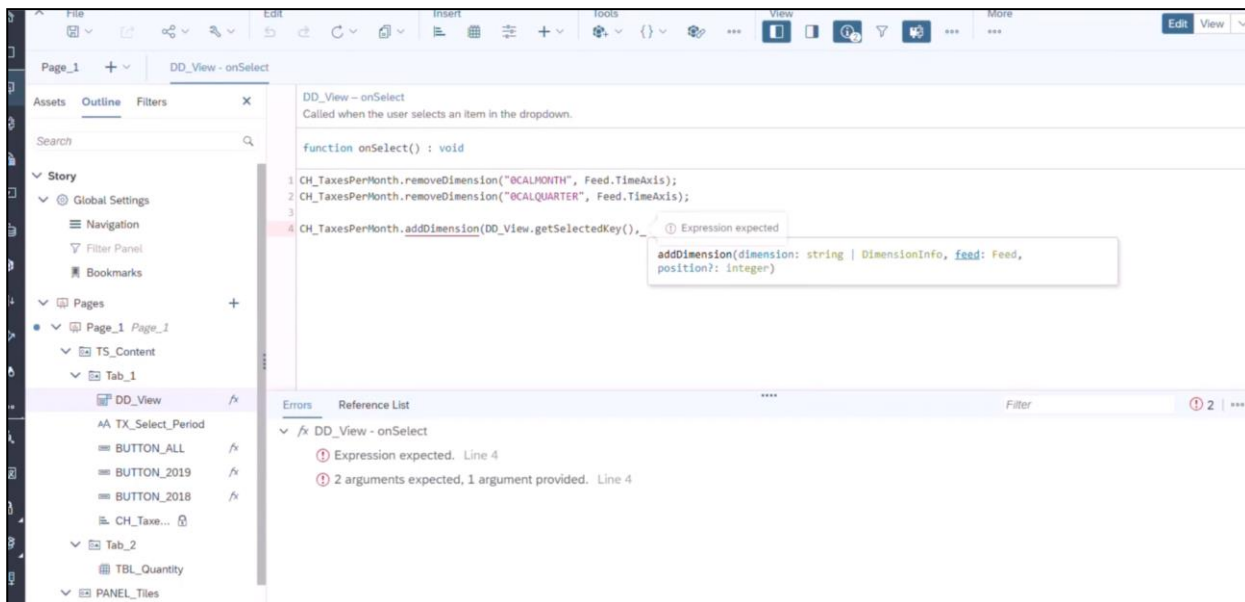 File Edit Insert Tools View More
Edit View
Page_1 DD_View - onSelect
Assets Outline Filters
Search
Story
Global Settings
Navigation
Filter Panel
Bookmarks
Pages
Page_1 Page_1
TS_Content
Tab_1
DD_View fx
TX_Select_Period
BUTTON_ALL fx
BUTTON_2019 fx
BUTTON_2018 fx
CH_Taxe...
Tab_2
TBL_Quantity
PANEL_Tiles
DD_View – onSelect
Called when the user selects an item in the dropdown.
function onSelect() : void
1 CH_TaxesPerMonth.removeDimension("0CALMONTH", Feed.TimeAxis);
2 CH_TaxesPerMonth.removeDimension("0CALQUARTER", Feed.TimeAxis);
3
4 CH_TaxesPerMonth.addDimension(DD_View.getSelectedKey(),
Expression expected
addDimension(dimension: string | DimensionInfo, feed: Feed,
position?: integer)
Errors Reference List Filter 2
fx DD_View - onSelect
Expression expected. Line 4
2 arguments expected, 1 argument provided. Line 4